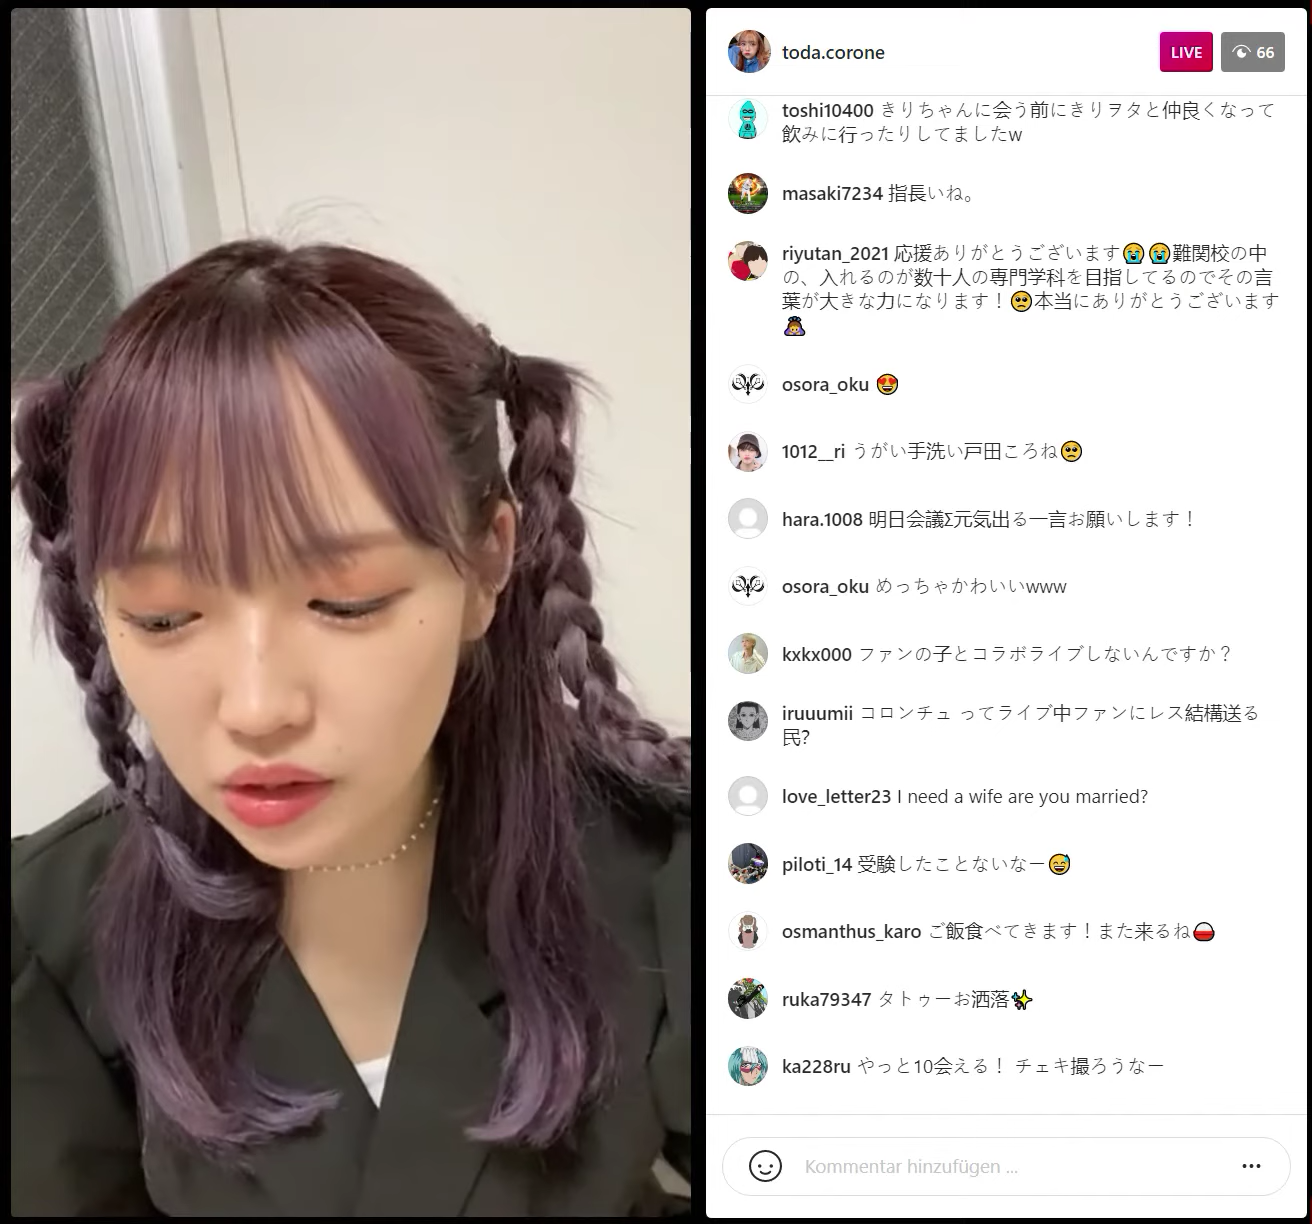 toda.corone
LIVE
66
toshi10400 きりちゃんに会う前にきりヲタと仲良くなって
飲みに行ったりしてましたw
masaki7234 指長いね。
riyutan_2021 応援ありがとうございます😭😭難関校の中
の、入れるのが数十人の専門学科を目指してるのでその言
葉が大きな力になります！🥺本当にありがとうございます
🙇‍♀️
osora_oku 😍
1012__ri うがい手洗い戸田ころね🥺
hara.1008 明日会議Σ元気出る一言お願いします！
osora_oku めっちゃかわいいwww
kxkx000 ファンの子とコラボライブしないんですか？
iruuumii コロンチュ ってライブ中ファンにレス結構送る
民?
love_letter23 I need a wife are you married?
piloti_14 受験したことないなー😅
osmanthus_karo ご飯食べてきます！また来るね🍚
ruka79347 タトゥーお洒落✨
ka228ru やっと10会える！ チェキ撮ろうなー
Kommentar hinzufügen ...